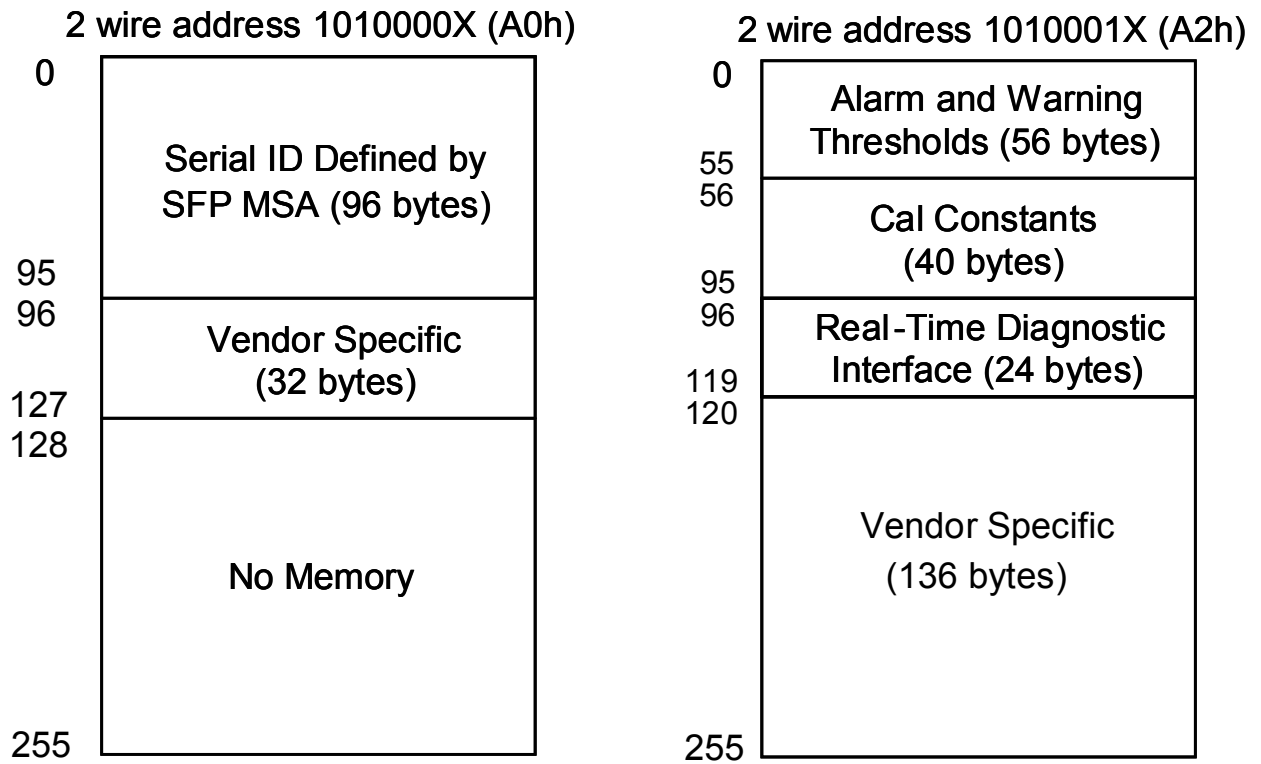 2 wire address 1010000X (A0h)
0
Serial ID Defined by
SFP MSA (96 bytes)
95
96
Vendor Specific
(32 bytes)
127
128
No Memory
255
2 wire address 1010001X (A2h)
0
Alarm and Warning
Thresholds (56 bytes)
55
56
Cal Constants
(40 bytes)
95
96
Real-Time Diagnostic
Interface (24 bytes)
119
120
Vendor Specific
(136 bytes)
255